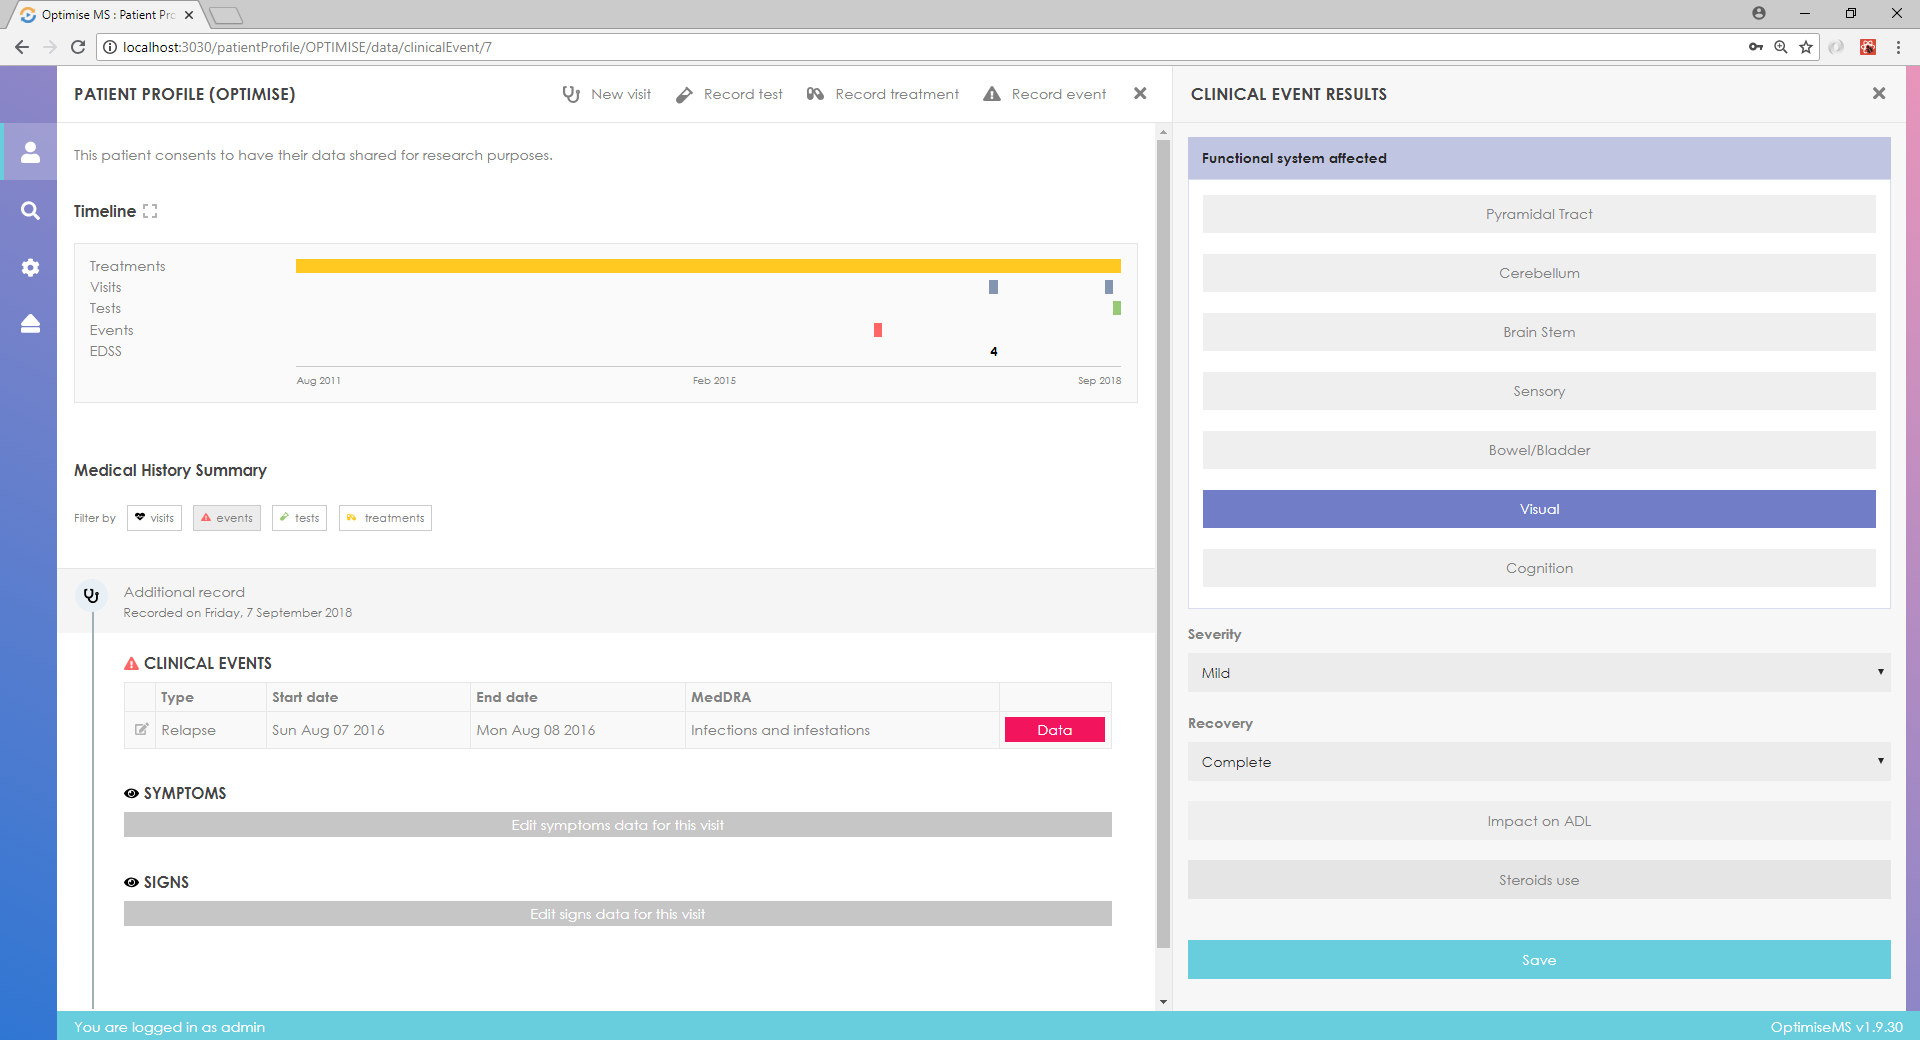 Optimise MS : Patient Pro
localhost:3030/patientProfile/OPTIMISE/data/clinicalEvent/7
PATIENT PROFILE (OPTIMISE)
New visit
Record test
Record treatment
Record event
This patient consents to have their data shared for research purposes.
Timeline
Treatments
Visits
Tests
Events
EDSS
4
Aug 2011
Feb 2015
Sep 2018
Medical History Summary
Filter by
visits
events
tests
treatments
Additional record
Recorded on Friday, 7 September 2018
CLINICAL EVENTS
Type Start date End date MedDRA
Relapse Sun Aug 07 2016 Mon Aug 08 2016 Infections and infestations Data
SYMPTOMS
Edit symptoms data for this visit
SIGNS
Edit signs data for this visit
CLINICAL EVENT RESULTS
Functional system affected
Pyramidal Tract
Cerebellum
Brain Stem
Sensory
Bowel/Bladder
Visual
Cognition
Severity
Mild
Recovery
Complete
Impact on ADL
Steroids use
Save
You are logged in as admin
OptimiseMS v1.9.30